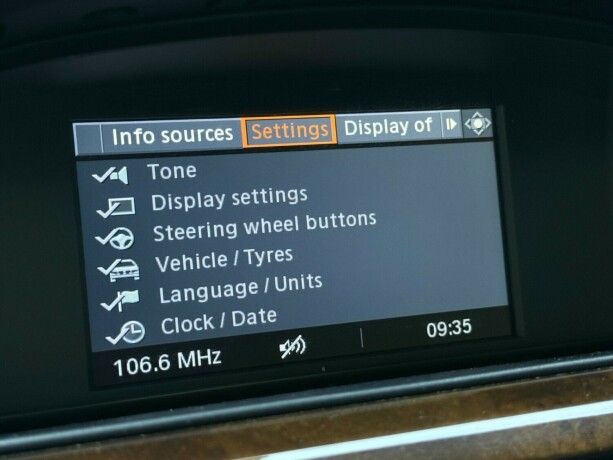 Info sources Settings Display of
Tone
Display settings
Steering wheel buttons
Vehicle / Tyres
Language / Units
Clock / Date
106.6 MHz 09:35